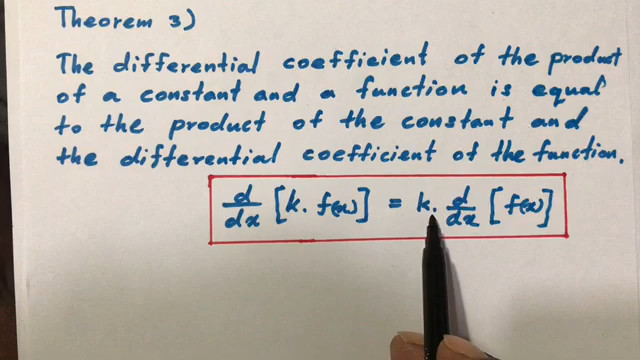 Theorem 3)
The differential coefficient of the product
of a constant and a function is equal
to the product of the constant and
the differential coefficient of the function.
d/dx [k. f(x)] = k. d/dx [f(x)]